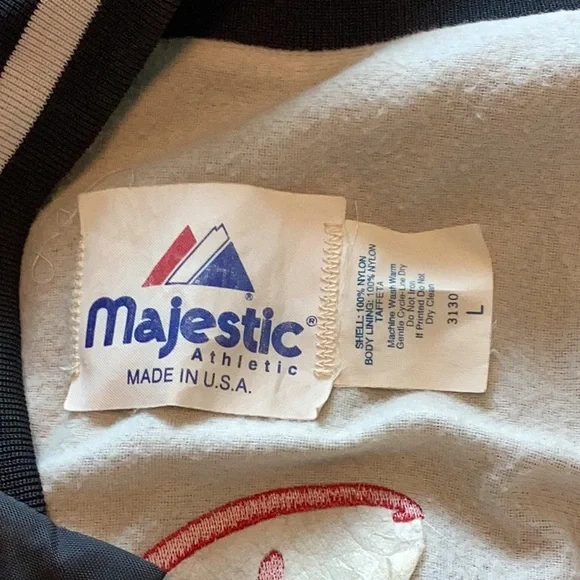 Majestic®
Athletic
MADE IN U.S.A.
SHELL: 100% NYLON
BODY LINING: 100% NYLON
TAFFETA
Machine Wash Warm
Gentle Cycle-Low Dry
Do Not Iron
If Printed Do Not
Dry Clean
3130
L